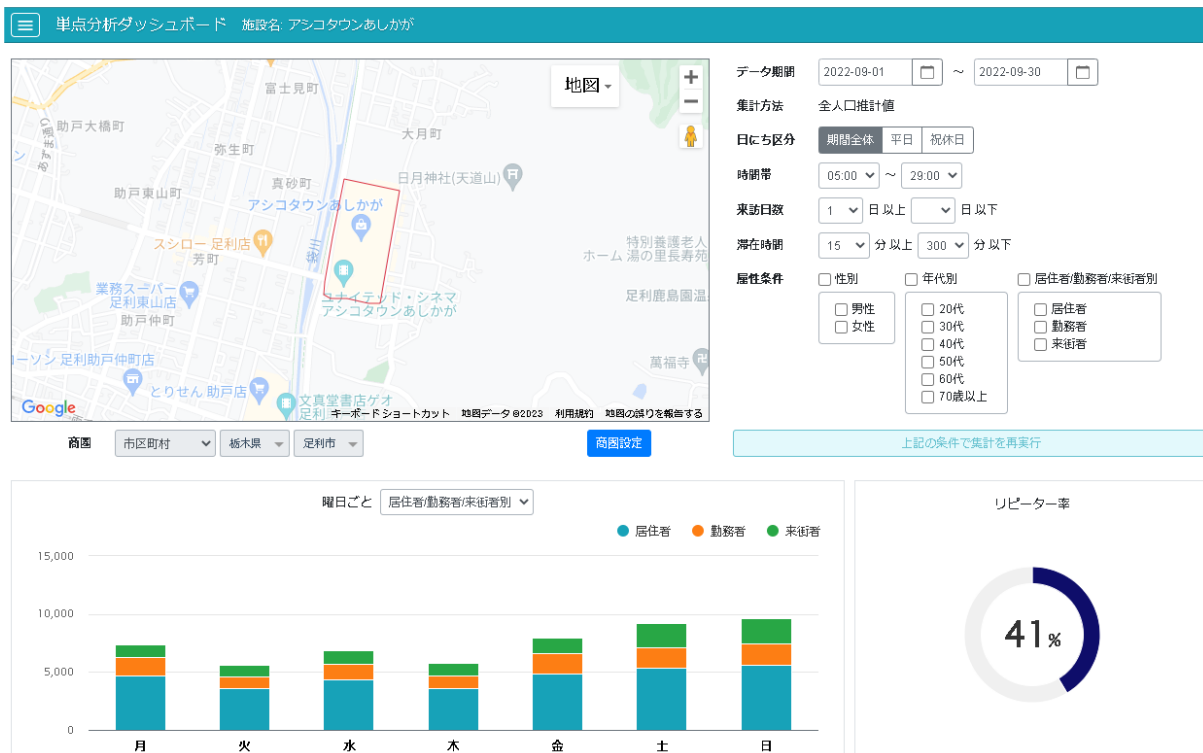 単点分析ダッシュボード 施設名: アシコタウンあしかが
地図
富士見町
助戸大橋町
大月町
弥生町
日月神社(天道山)
真砂町
助戸東山町
アシコタウンあしかが
スシロー 足利店
芳町
特別養護老人
ホーム 湯の里長寿苑
業務スーパー
足利東山店
ユナイテッド・シネマ
アシコタウンあしかが
足利鹿島園温
助戸仲町
ローソン 足利助戸仲町店
萬福寺
とりせん 助戸店
文真堂書店ゲオ
足利
Google
キーボード ショートカット 地図データ ©2023 利用規約 地図の誤りを報告する
データ期間 2022-09-01 ～ 2022-09-30
集計方法 全人口推計値
日にち区分 期間全体 平日 祝休日
時間帯 05:00 ～ 29:00
来訪日数 1 日以上 日以下
滞在時間 15 分以上 300 分以下
属性条件 性別 年代別 居住者/勤務者/来街者別
男性 20代 居住者
女性 30代 勤務者
40代 来街者
50代
60代
70歳以上
商圏 市区町村 栃木県 足利市 商圏設定
上記の条件で集計を再実行
曜日ごと 居住者/勤務者/来街者別
居住者 勤務者 来街者
15,000
10,000
5,000
0
月 火 水 木 金 土 日
リピーター率
41%